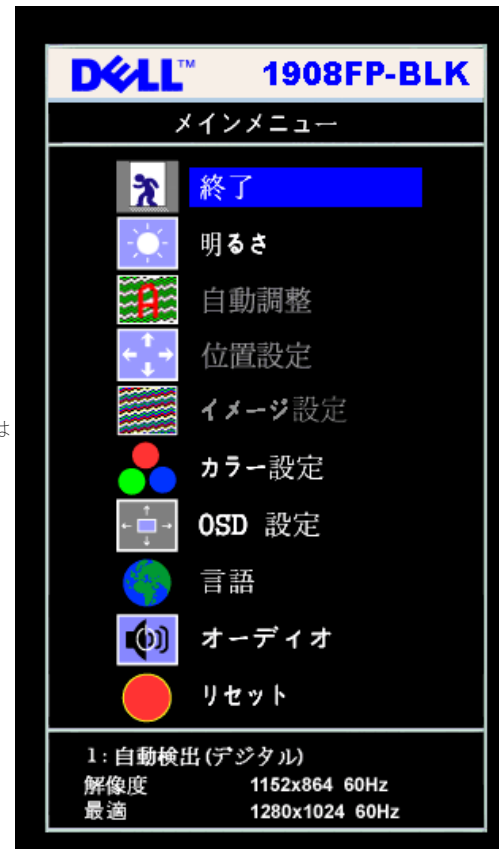 DELL™ 1908FP-BLK
メインメニュー
終了
明るさ
自動調整
位置設定
は
イメージ設定
カラー設定
OSD 設定
言語
オーディオ
リセット
1:自動検出(デジタル)
解像度 1152x864 60Hz
最適 1280x1024 60Hz